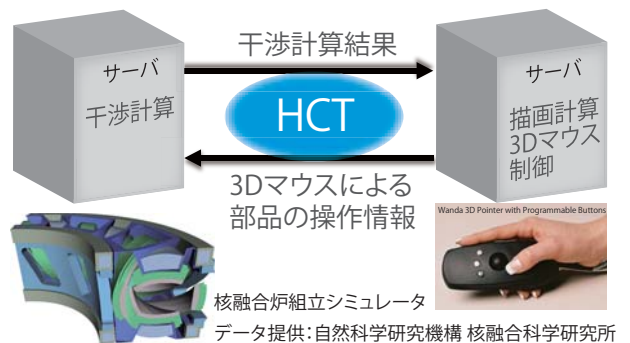 干渉計算結果
サーバ
干渉計算
HCT
サーバ
描画計算
3Dマウス
制御
3Dマウスによる
部品の操作情報
Wanda 3D Pointer with Programmable Buttons
核融合炉組立シミュレータ
データ提供：自然科学研究機構 核融合科学研究所